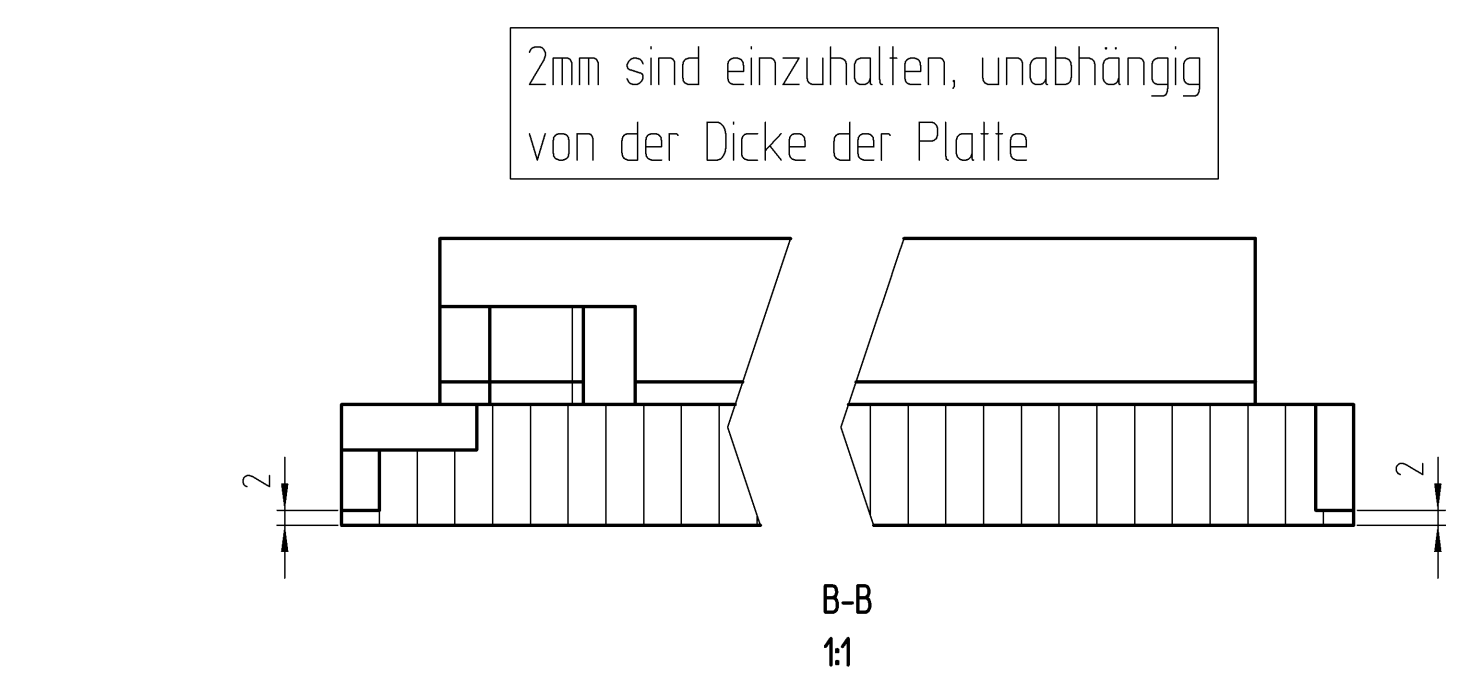 2mm sind einzuhalten, unabhängig
von der Dicke der Platte
2
2
B-B
1:1